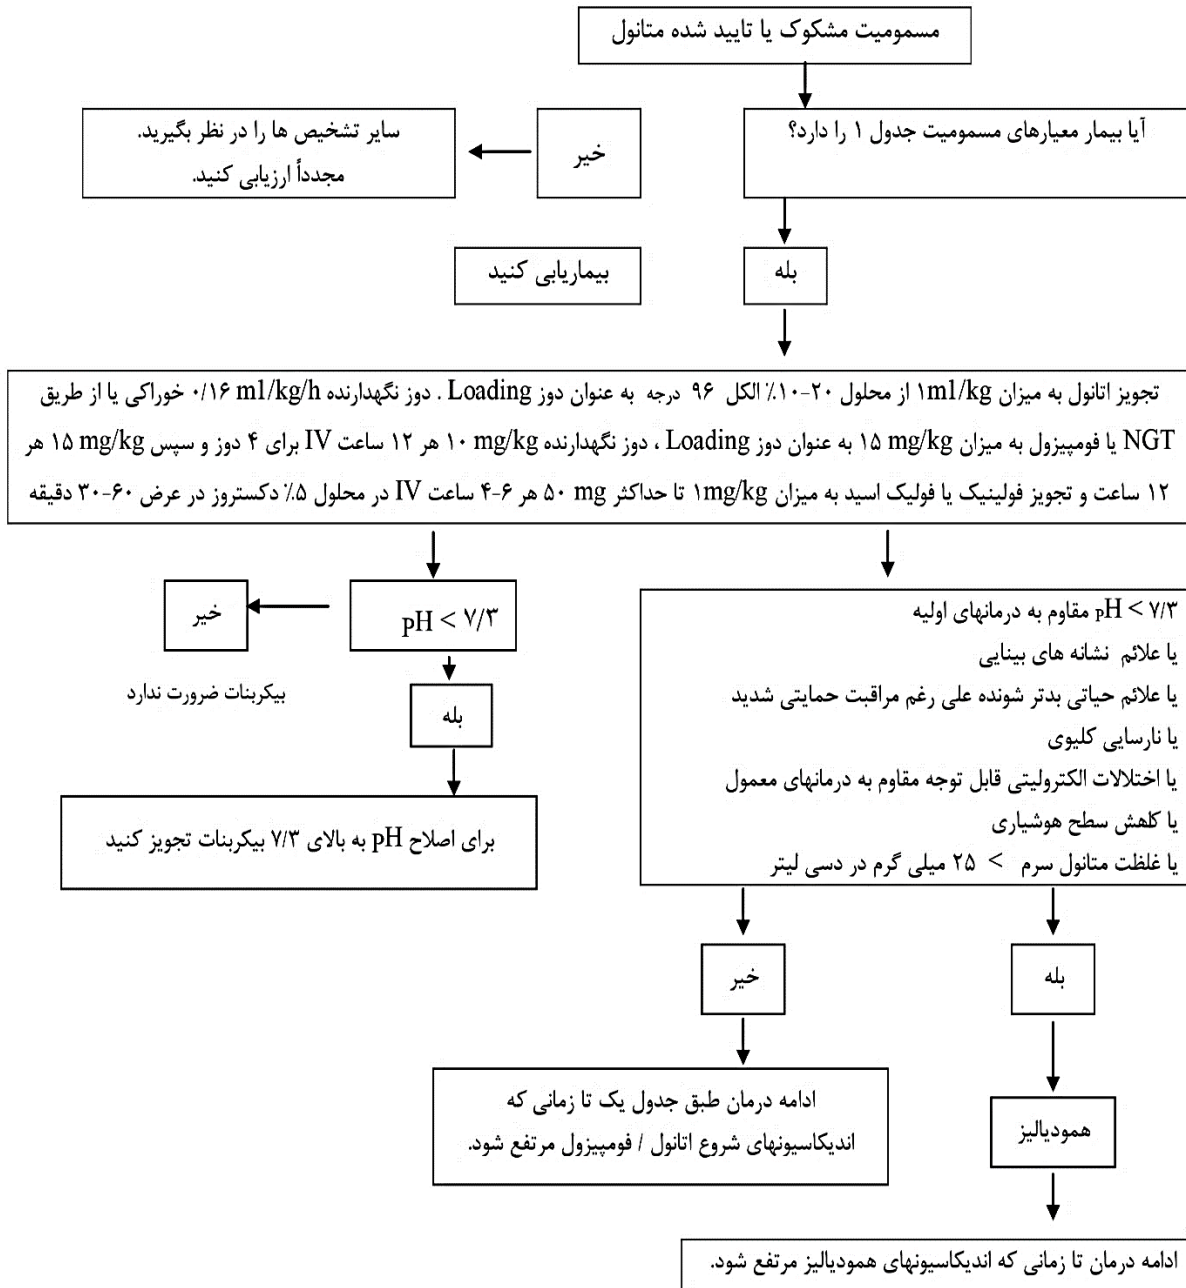 مسمومیت مشکوک یا تایید شده متانول
آیا بیمار معیارهای مسمومیت جدول ۱ را دارد؟
خیر
سایر تشخیص ها را در نظر بگیرید.
مجدداً ارزیابی کنید.
بله
بیماریابی کنید
تجویز اتانول به میزان ۱ml/kg از محلول ۲۰-۱۰٪ الکل ۹۶ درجه به عنوان دوز Loading . دوز نگهدارنده ۰/۱۶ ml/kg/h خوراکی یا از طریق
NGT یا فومپیزول به میزان ۱۵ mg/kg به عنوان دوز Loading ، دوز نگهدارنده ۱۰ mg/kg هر ۱۲ ساعت IV برای ۴ دوز و سپس ۱۵ mg/kg هر
۱۲ ساعت و تجویز فولینیک یا فولیک اسید به میزان ۱mg/kg تا حداکثر ۵۰ mg هر ۶-۴ ساعت IV در محلول ۵٪ دکستروز در عرض ۶۰-۳۰ دقیقه
pH < ۷/۳
خیر
بیکربنات ضرورت ندارد
بله
برای اصلاح pH به بالای ۷/۳ بیکربنات تجویز کنید
pH < ۷/۳ مقاوم به درمانهای اولیه
یا علائم نشانه های بینایی
یا علائم حیاتی بدتر شونده علی رغم مراقبت حمایتی شدید
یا نارسایی کلیوی
یا اختلالات الکترولیتی قابل توجه مقاوم به درمانهای معمول
یا کلهش سطح هوشیاری
یا غلظت متانول سرم > ۲۵ میلی گرم در دسی لیتر
خیر
بله
ادامه درمان طبق جدول یک تا زمانی که
اندیکاسیونهای شروع اتانول / فومپیزول مرتفع شود.
همودیالیز
ادامه درمان تا زمانی که اندیکاسیونهای همودیالیز مرتفع شود.